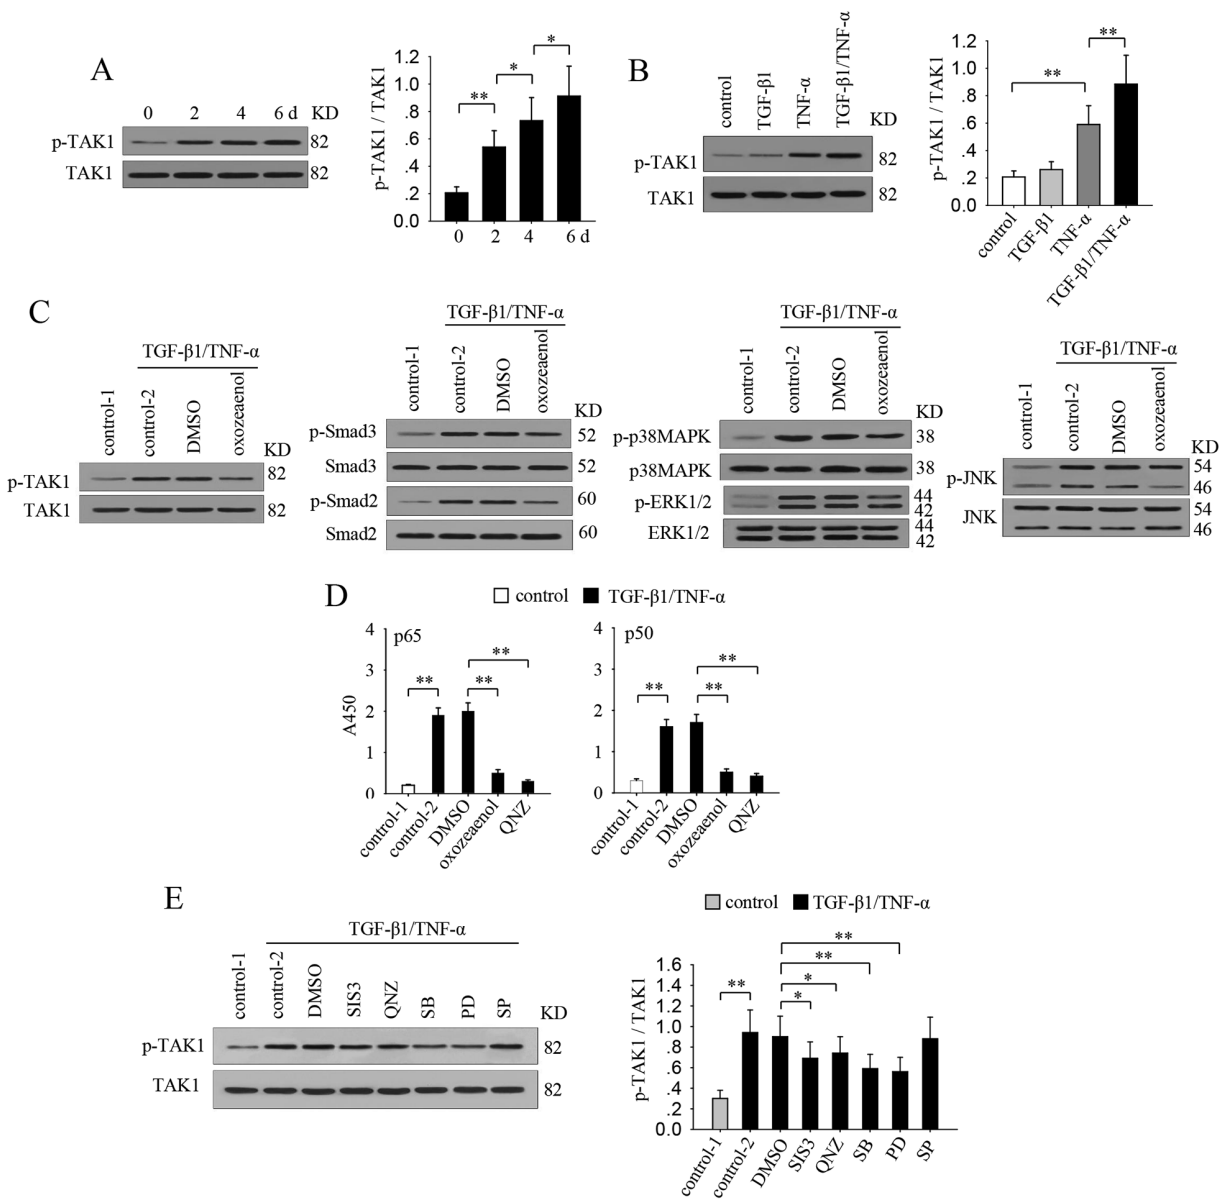 A
0 2 4 6 d KD
p-TAK1 82
TAK1 82
p-TAK1 / TAK1
1.2
1.0
.8
.6
.4
.2
0.0
** * *
0 2 4 6 d
B
control TGF-β1 TNF-α TGF-β1/TNF-α KD
p-TAK1 82
TAK1 82
p-TAK1 / TAK1
1.2
1.0
.8
.6
.4
.2
0.0
** **
control TGF-β1 TNF-α TGF-β1/TNF-α
C
TGF-β1/TNF-α
control-1 control-2 DMSO oxozeaenol KD
p-TAK1 82
TAK1 82
TGF-β1/TNF-α
control-1 control-2 DMSO oxozeaenol KD
p-Smad3 52
Smad3 52
p-Smad2 60
Smad2 60
TGF-β1/TNF-α
control-1 control-2 DMSO oxozeaenol KD
p-p38MAPK 38
p38MAPK 38
p-ERK1/2 44
42
ERK1/2 44
42
TGF-β1/TNF-α
control-1 control-2 DMSO oxozeaenol KD
p-JNK 54
46
JNK 54
46
D
control TGF-β1/TNF-α
p65
A450
4
3
2
1
0
** ** **
control-1 control-2 DMSO oxozeaenol QNZ
p50
4
3
2
1
0
** ** **
control-1 control-2 DMSO oxozeaenol QNZ
E
TGF-β1/TNF-α
control-1 control-2 DMSO SIS3 QNZ SB PD SP KD
p-TAK1 82
TAK1 82
control TGF-β1/TNF-α
p-TAK1 / TAK1
1.6
1.4
1.2
1.0
.8
.6
.4
.2
0.0
** * * ** **
control-1 control-2 DMSO SIS3 QNZ SB PD SP